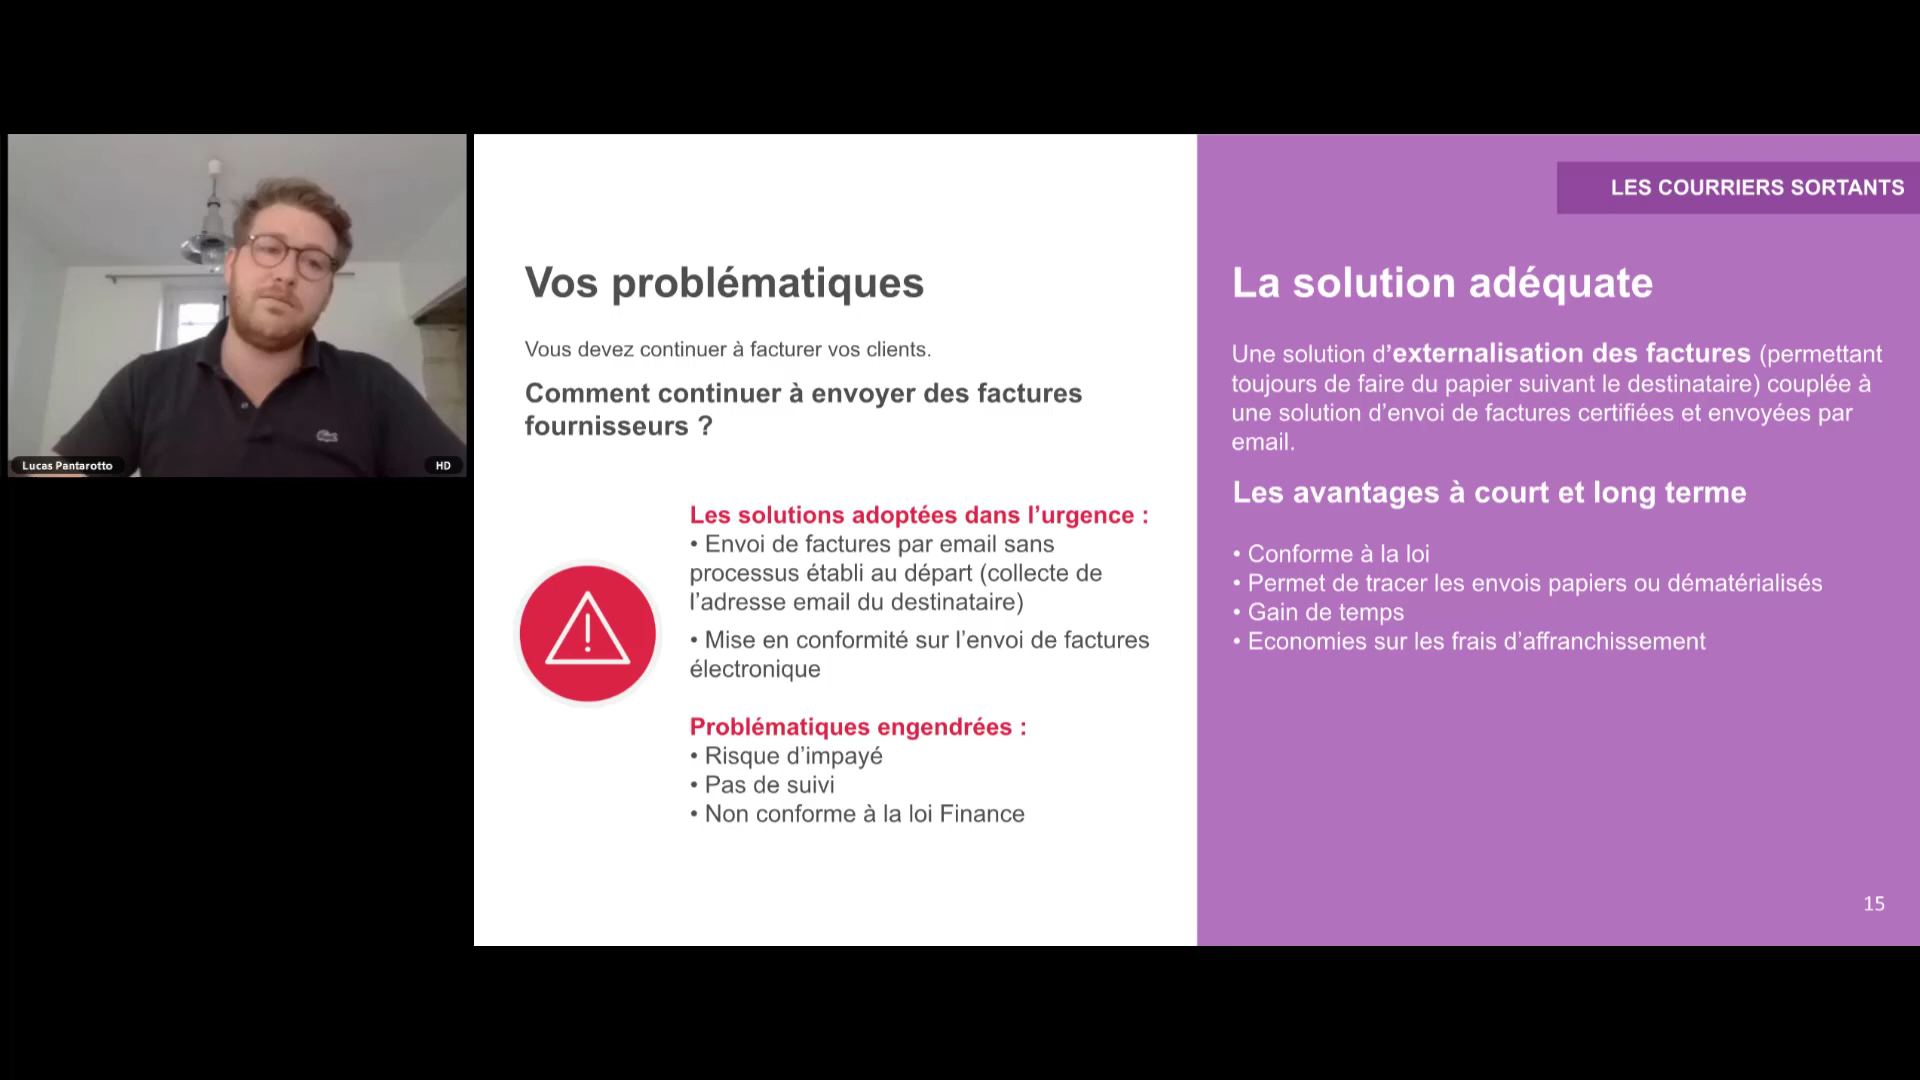 Lucas Pantarotto
HD
Vos problématiques
Vous devez continuer à facturer vos clients.
Comment continuer à envoyer des factures
fournisseurs ?
Les solutions adoptées dans l’urgence :
• Envoi de factures par email sans
processus établi au départ (collecte de
l’adresse email du destinataire)
• Mise en conformité sur l’envoi de factures
électronique
Problématiques engendrées :
• Risque d’impayé
• Pas de suivi
• Non conforme à la loi Finance
LES COURRIERS SORTANTS
La solution adéquate
Une solution d’externalisation des factures (permettant
toujours de faire du papier suivant le destinataire) couplée à
une solution d’envoi de factures certifiées et envoyées par
email.
Les avantages à court et long terme
• Conforme à la loi
• Permet de tracer les envois papiers ou dématérialisés
• Gain de temps
• Economies sur les frais d’affranchissement
15